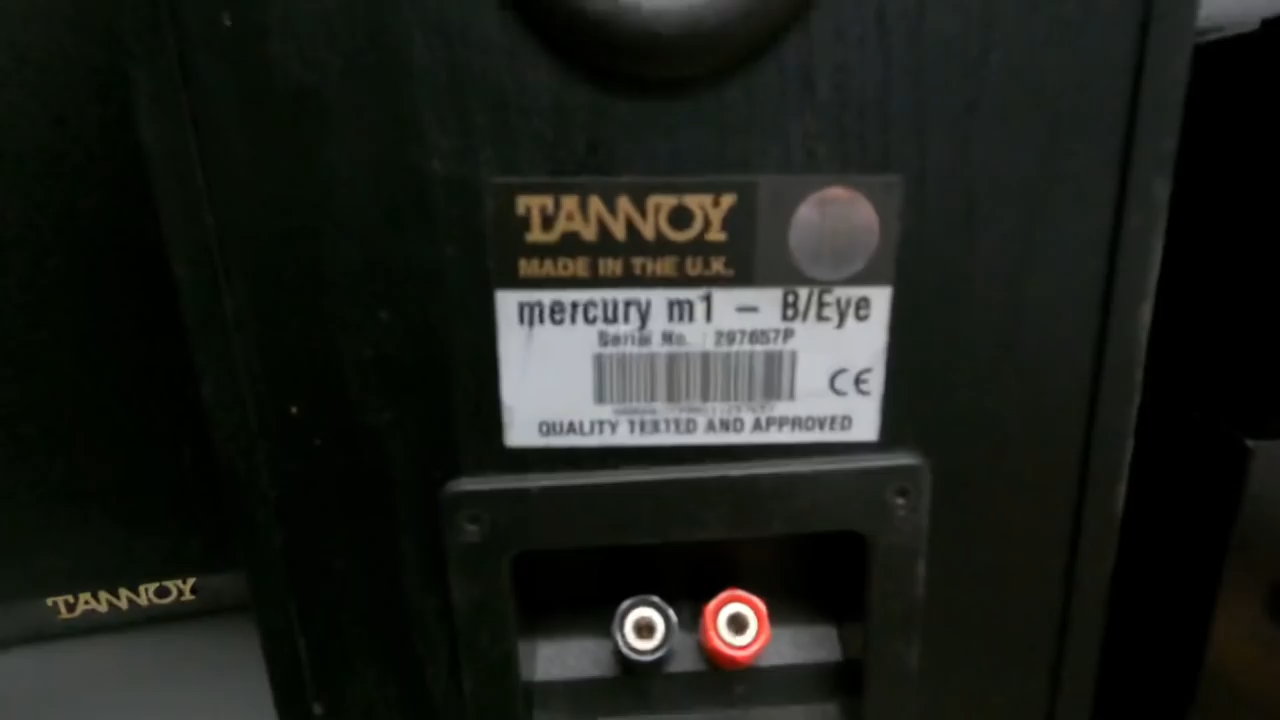 TANNOY
MADE IN THE U.K.
mercury m1 – B/Eye
Serial No. : 297657P
CE
QUALITY TESTED AND APPROVED
TANNOY